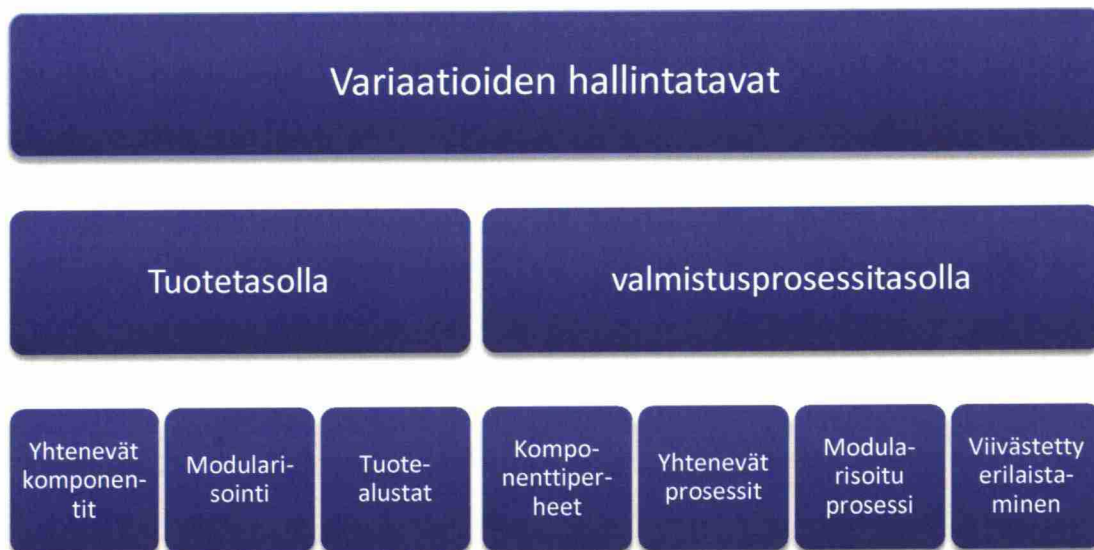 Variaatioiden hallintatavat
Tuotetasolla
valmistusprosessitasolla
Yhtenevät
komponen-
tit
Modulari-
sointi
Tuote-
alustat
Kompo-
nenttiper-
heet
Yhtenevät
prosessit
Modula-
risoitu
prosessi
Viivästetty
erilaista-
minen